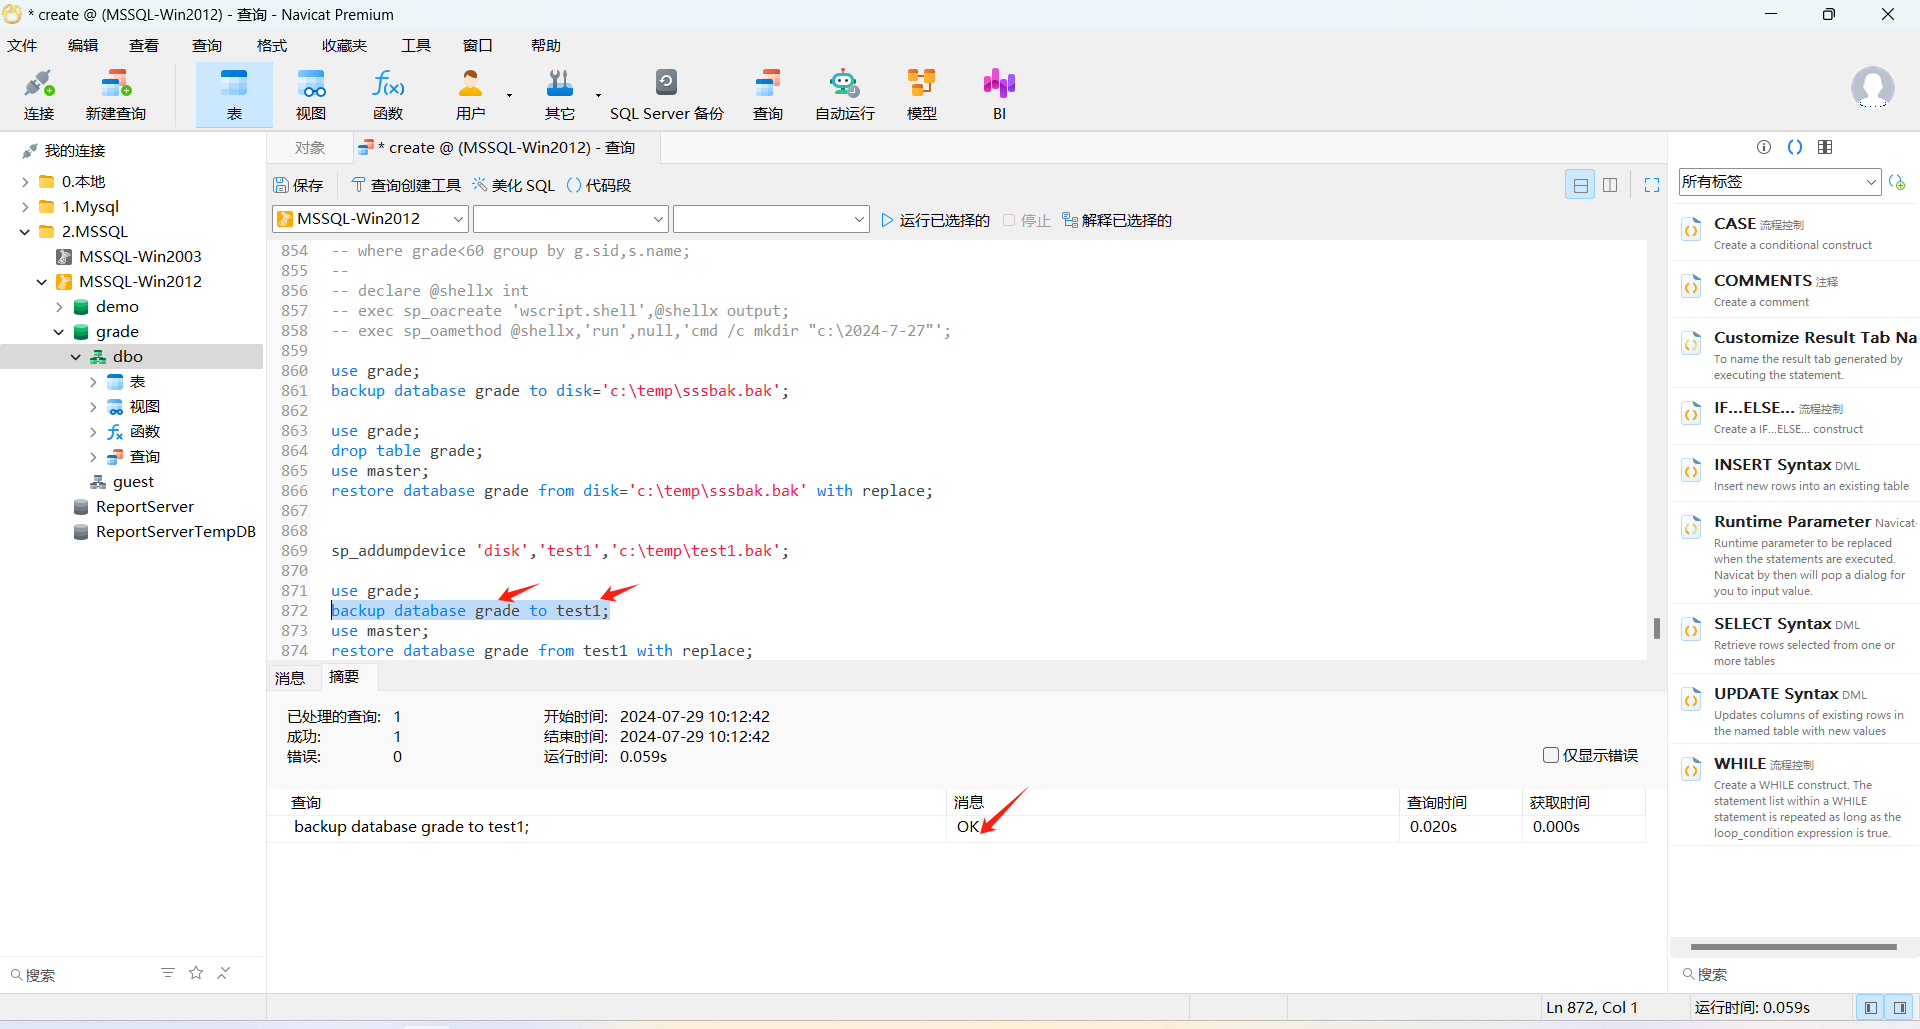 * create @ (MSSQL-Win2012) - 查询 - Navicat Premium
文件 编辑 查看 查询 格式 收藏夹 工具 窗口 帮助
连接 新建查询 表 视图 函数 用户 其它 SQL Server 备份 查询 自动运行 模型 BI
我的连接
0.本地
1.Mysql
2.MSSQL
MSSQL-Win2003
MSSQL-Win2012
demo
grade
dbo
表
视图
函数
查询
guest
ReportServer
ReportServerTempDB
搜索
对象 * create @ (MSSQL-Win2012) - 查询
保存 查询创建工具 美化 SQL 代码段
MSSQL-Win2012 运行已选择的 停止 解释已选择的
854 -- where grade<60 group by g.sid,s.name;
855 --
856 -- declare @shellx int
857 -- exec sp_oacreate 'wscript.shell',@shellx output;
858 -- exec sp_oamethod @shellx,'run',null,'cmd /c mkdir "c:\2024-7-27"';
859
860 use grade;
861 backup database grade to disk='c:\temp\sssbak.bak';
862
863 use grade;
864 drop table grade;
865 use master;
866 restore database grade from disk='c:\temp\sssbak.bak' with replace;
867
868
869 sp_addumpdevice 'disk','test1','c:\temp\test1.bak';
870
871 use grade;
872 backup database grade to test1;
873 use master;
874 restore database grade from test1 with replace;
消息 摘要
已处理的查询: 1 开始时间: 2024-07-29 10:12:42
成功: 1 结束时间: 2024-07-29 10:12:42
错误: 0 运行时间: 0.059s
仅显示错误
查询 消息 查询时间 获取时间
backup database grade to test1; OK 0.020s 0.000s
所有标签
CASE 流程控制
Create a conditional construct
COMMENTS 注释
Create a comment
Customize Result Tab Na
To name the result tab generated by
executing the statement.
IF...ELSE... 流程控制
Create a IF...ELSE... construct
INSERT Syntax DML
Insert new rows into an existing table
Runtime Parameter Navicat
Runtime parameter to be replaced
when the statements are executed.
Navicat by then will pop a dialog for
you to input value.
SELECT Syntax DML
Retrieve rows selected from one or
more tables
UPDATE Syntax DML
Updates columns of existing rows in
the named table with new values
WHILE 流程控制
Create a WHILE construct. The
statement list within a WHILE
statement is repeated as long as the
loop_condition expression is true.
搜索
Ln 872, Col 1 运行时间: 0.059s